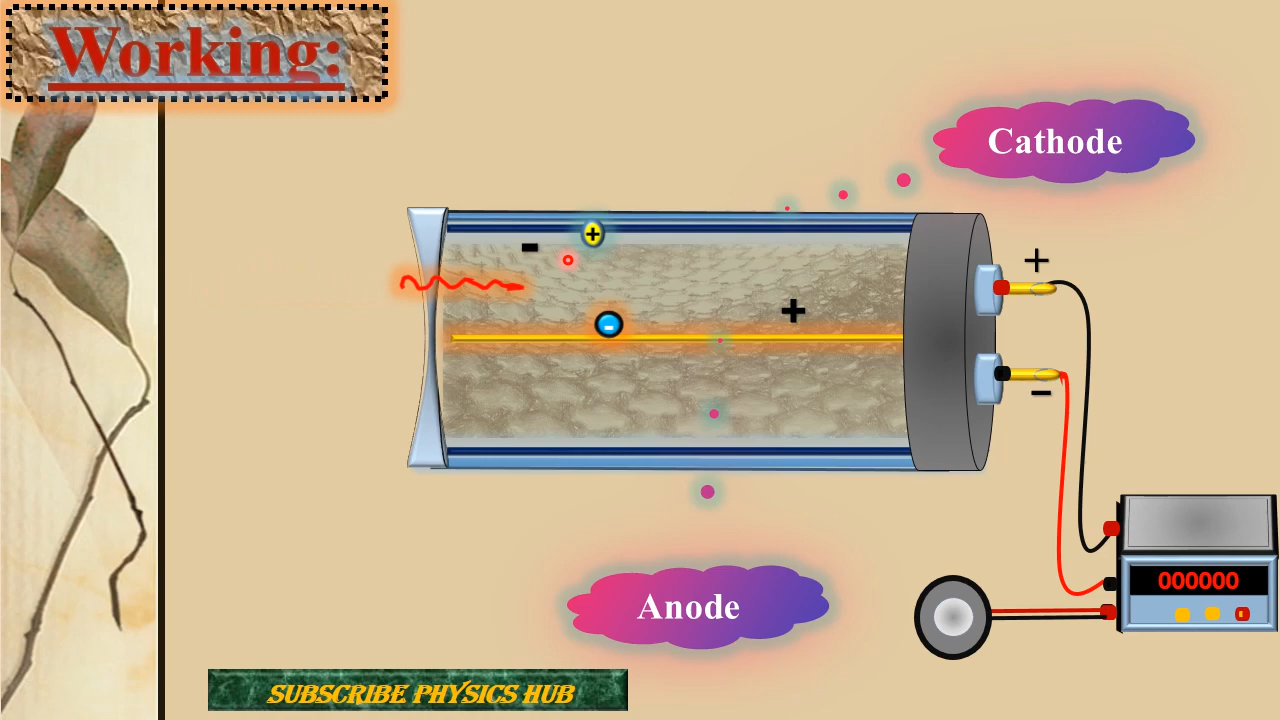 Working:
Cathode
- +
+
+
-
-
Anode
000000
SUBSCRIBE PHYSICS HUB